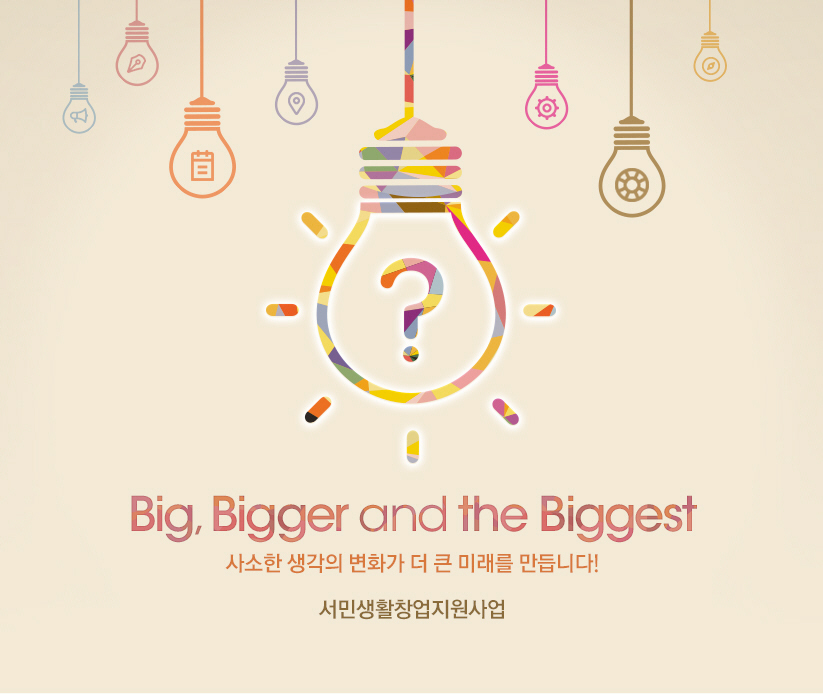 ?
Big, Bigger and the Biggest
사소한 생각의 변화가 더 큰 미래를 만듭니다!
서민생활창업지원사업